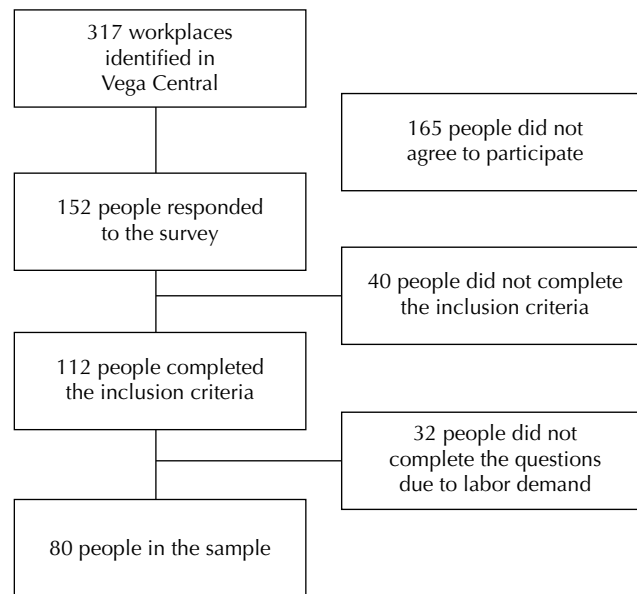 317 workplaces
identified in
Vega Central
165 people did not
agree to participate
152 people responded
to the survey
40 people did not complete
the inclusion criteria
112 people completed
the inclusion criteria
32 people did not
complete the questions
due to labor demand
80 people in the sample